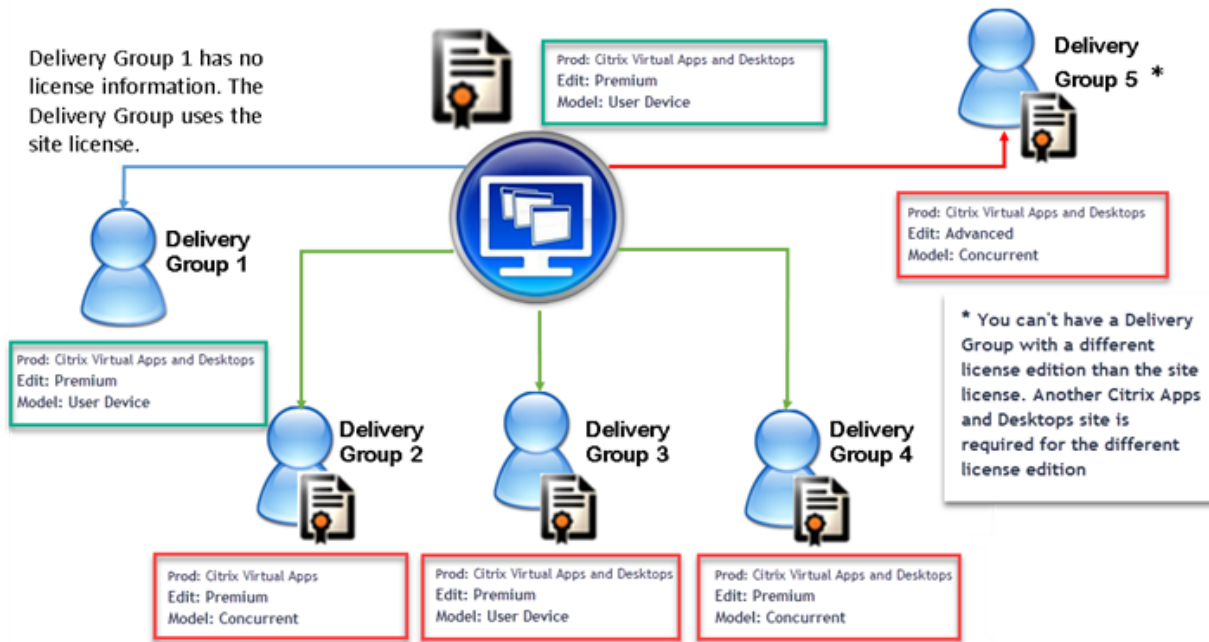 Delivery Group 1 has no
license information. The
Delivery Group uses the
site license.
Prod: Citrix Virtual Apps and Desktops
Edit: Premium
Model: User Device
Delivery
Group 5 *
Prod: Citrix Virtual Apps and Desktops
Edit: Advanced
Model: Concurrent
* You can't have a Delivery
Group with a different
license edition than the site
license. Another Citrix Apps
and Desktops site is
required for the different
license edition
Delivery
Group 1
Prod: Citrix Virtual Apps and Desktops
Edit: Premium
Model: User Device
Delivery
Group 2
Prod: Citrix Virtual Apps
Edit: Premium
Model: Concurrent
Delivery
Group 3
Prod: Citrix Virtual Apps and Desktops
Edit: Premium
Model: User Device
Delivery
Group 4
Prod: Citrix Virtual Apps and Desktops
Edit: Premium
Model: Concurrent